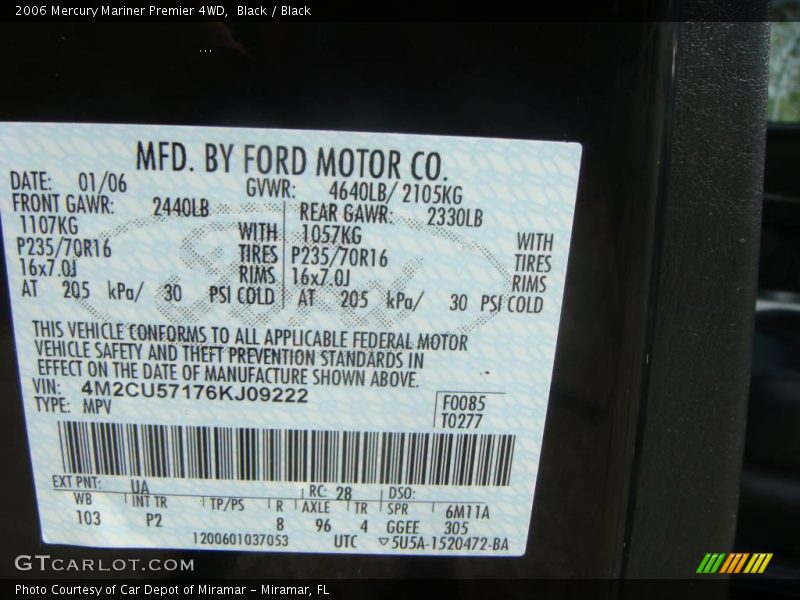 2006 Mercury Mariner Premier 4WD,  Black / Black
MFD. BY FORD MOTOR CO.
DATE: 01/06 GVWR: 4640LB/ 2105KG
FRONT GAWR: 2440LB REAR GAWR: 2330LB
1107KG WITH 1057KG WITH
P235/70R16 TIRES P235/70R16 TIRES
16x7.0J RIMS 16x7.0J RIMS
AT 205 kPa/ 30 PSI COLD AT 205 kPa/ 30 PSI COLD
THIS VEHICLE CONFORMS TO ALL APPLICABLE FEDERAL MOTOR
VEHICLE SAFETY AND THEFT PREVENTION STANDARDS IN
EFFECT ON THE DATE OF MANUFACTURE SHOWN ABOVE.
VIN: 4M2CU57176KJ09222 F0085
TYPE: MPV T0277
EXT PNT: UA RC: 28 DSO:
WB INT TR TP/PS R AXLE TR SPR 6M11A
103 P2 8 96 4 GGEE 305
1200601037053 UTC ▽5U5A-1520472-BA
GTCARLOT.COM
Photo Courtesy of Car Depot of Miramar – Miramar, FL